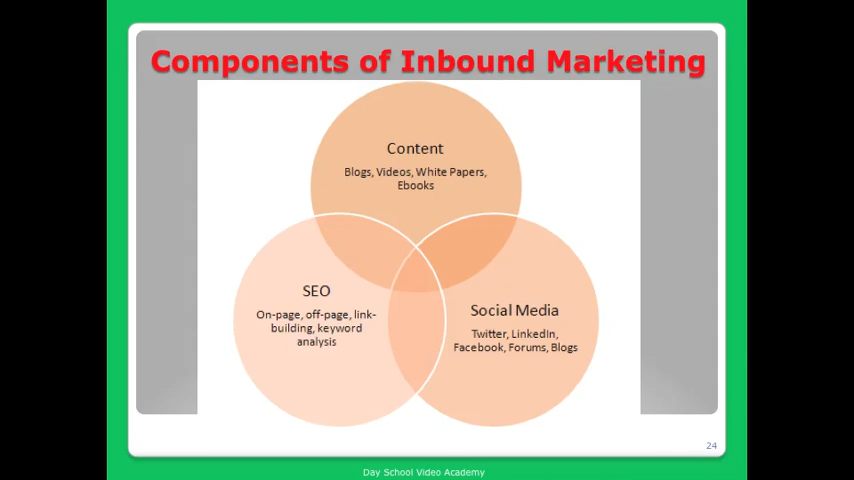 Components of Inbound Marketing
Content
Blogs, Videos, White Papers,
Ebooks
SEO
On-page, off-page, link-
building, keyword
analysis
Social Media
Twitter, LinkedIn,
Facebook, Forums, Blogs
24
Day School Video Academy